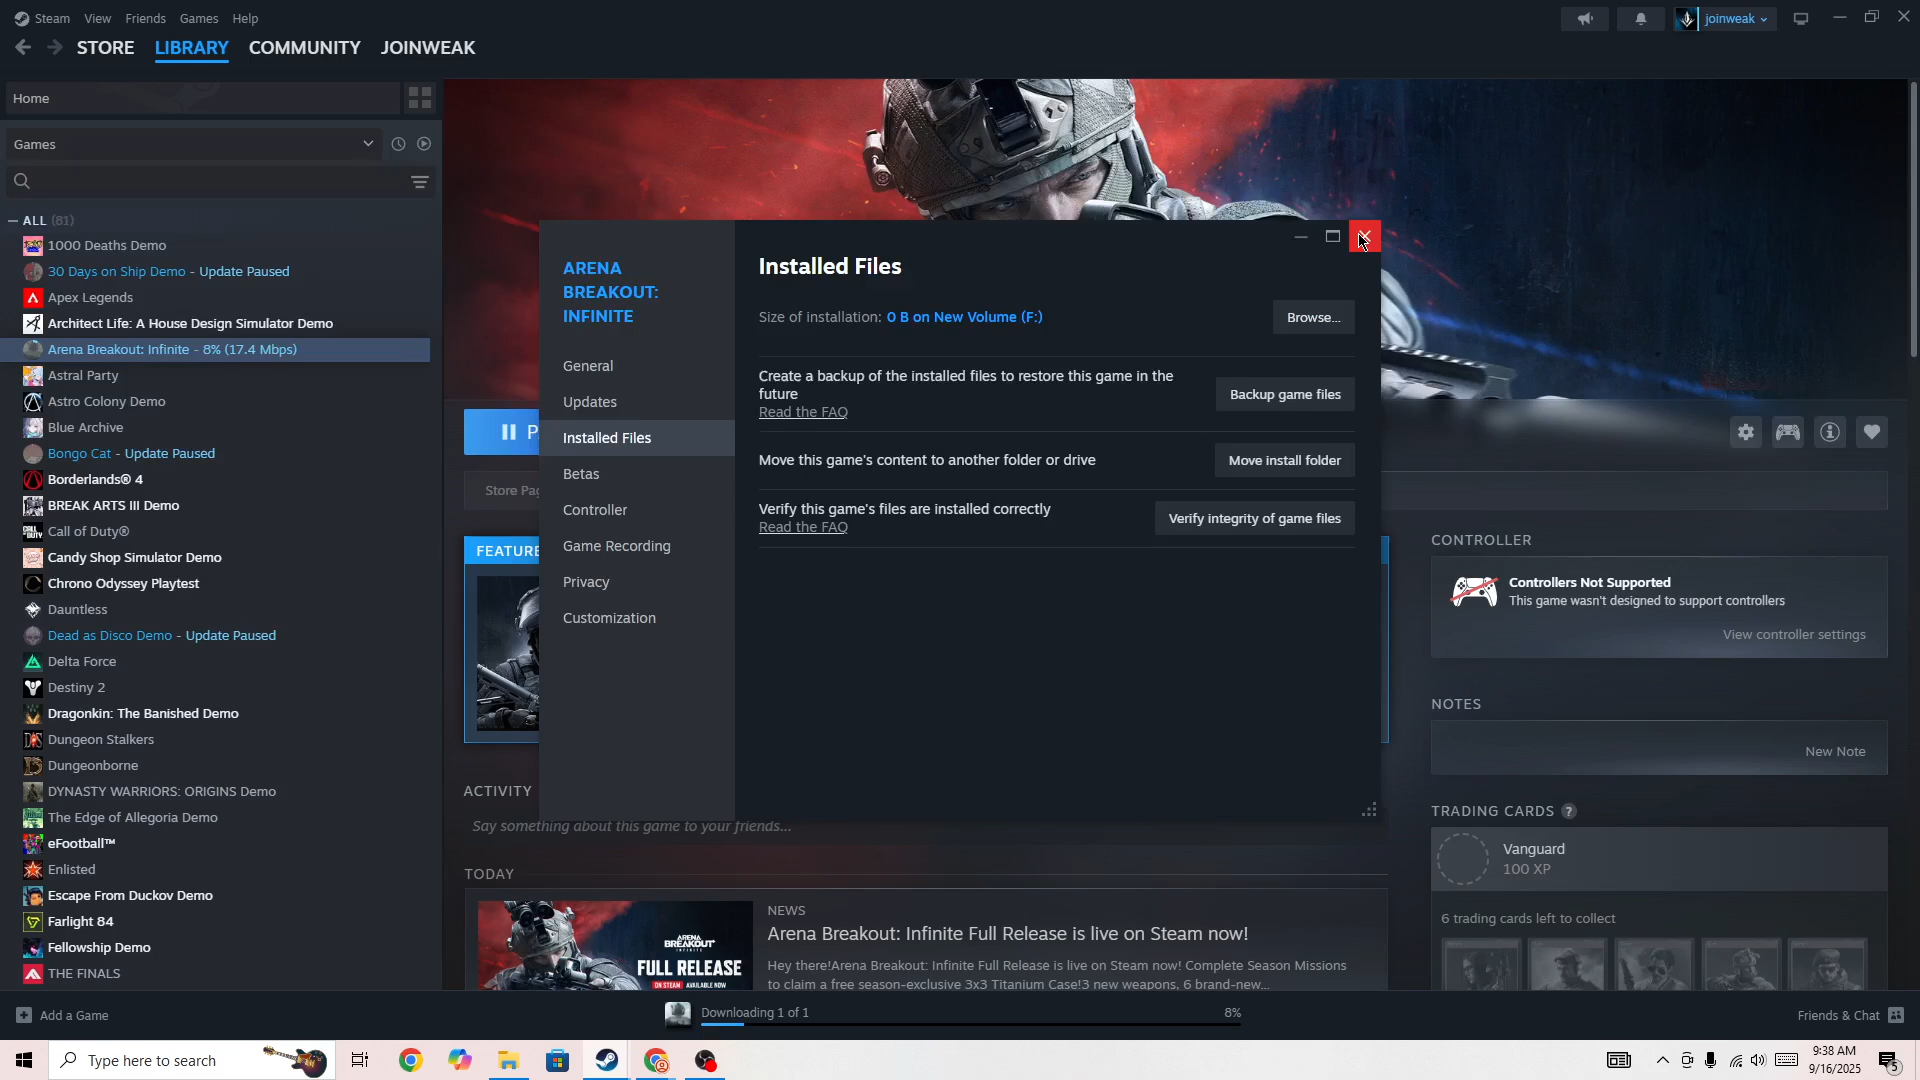 Steam View Friends Games Help
joinweak
STORE LIBRARY COMMUNITY JOINWEAK
Home
Games
ALL (81)
1000 Deaths Demo
30 Days on Ship Demo - Update Paused
Apex Legends
Architect Life: A House Design Simulator Demo
Arena Breakout: Infinite - 8% (17.4 Mbps)
Astral Party
Astro Colony Demo
Blue Archive
Bongo Cat - Update Paused
Borderlands® 4
BREAK ARTS III Demo
Call of Duty®
Candy Shop Simulator Demo
Chrono Odyssey Playtest
Dauntless
Dead as Disco Demo - Update Paused
Delta Force
Destiny 2
Dragonkin: The Banished Demo
Dungeon Stalkers
Dungeonborne
DYNASTY WARRIORS: ORIGINS Demo
The Edge of Allegoria Demo
eFootball™
Enlisted
Escape From Duckov Demo
Farlight 84
Fellowship Demo
THE FINALS
Add a Game
ARENA
BREAKOUT:
INFINITE
General
Updates
Installed Files
Betas
Controller
Game Recording
Privacy
Customization
Installed Files
Size of installation: 0 B on New Volume (F:)
Browse...
Create a backup of the installed files to restore this game in the
future
Read the FAQ
Backup game files
Move this game's content to another folder or drive
Move install folder
Verify this game's files are installed correctly
Read the FAQ
Verify integrity of game files
P
Store Pag
FEATURE
ACTIVITY
Say something about this game to your friends...
TODAY
ARENA
BREAKOUT
INFINITE
FULL RELEASE
ON STEAM AVAILABLE NOW
NEWS
Arena Breakout: Infinite Full Release is live on Steam now!
Hey there!Arena Breakout: Infinite Full Release is live on Steam now! Complete Season Missions
to claim a free season-exclusive 3x3 Titanium Case!3 new weapons, 6 brand-new...
CONTROLLER
Controllers Not Supported
This game wasn't designed to support controllers
View controller settings
NOTES
New Note
TRADING CARDS ?
Vanguard
100 XP
6 trading cards left to collect
Downloading 1 of 1 8%
Friends & Chat
Type here to search
9:38 AM
9/16/2025
5